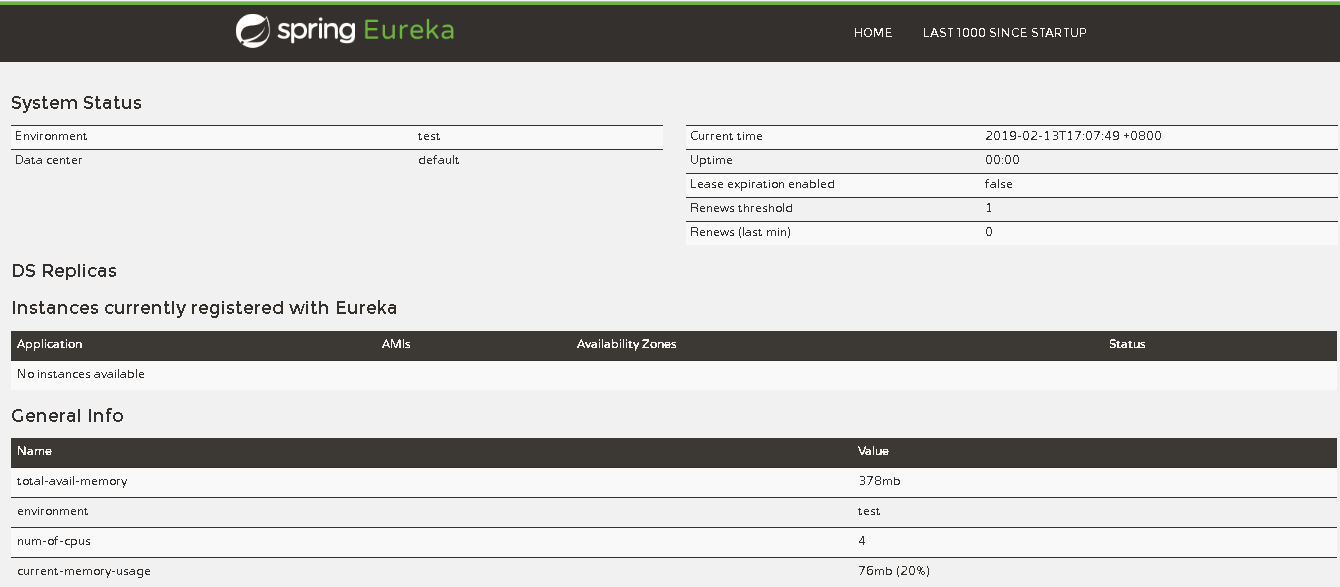 spring Eureka
HOME LAST 1000 SINCE STARTUP
System Status
Environment test
Data center default
Current time 2019-02-13T17:07:49 +0800
Uptime 00:00
Lease expiration enabled false
Renews threshold 1
Renews (last min) 0
DS Replicas
Instances currently registered with Eureka
Application AMIs Availability Zones Status
No instances available
General Info
Name Value
total-avail-memory 378mb
environment test
num-of-cpus 4
current-memory-usage 76mb (20%)